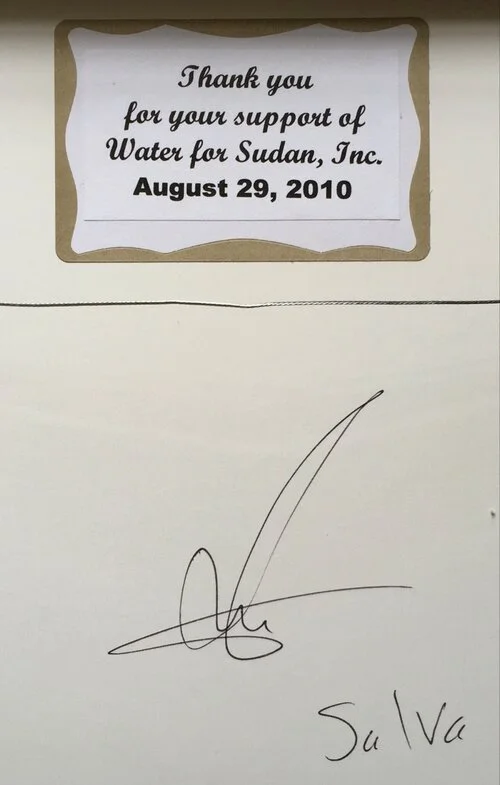 Thank you
for your support of
Water for Sudan, Inc.
August 29, 2010
Salva